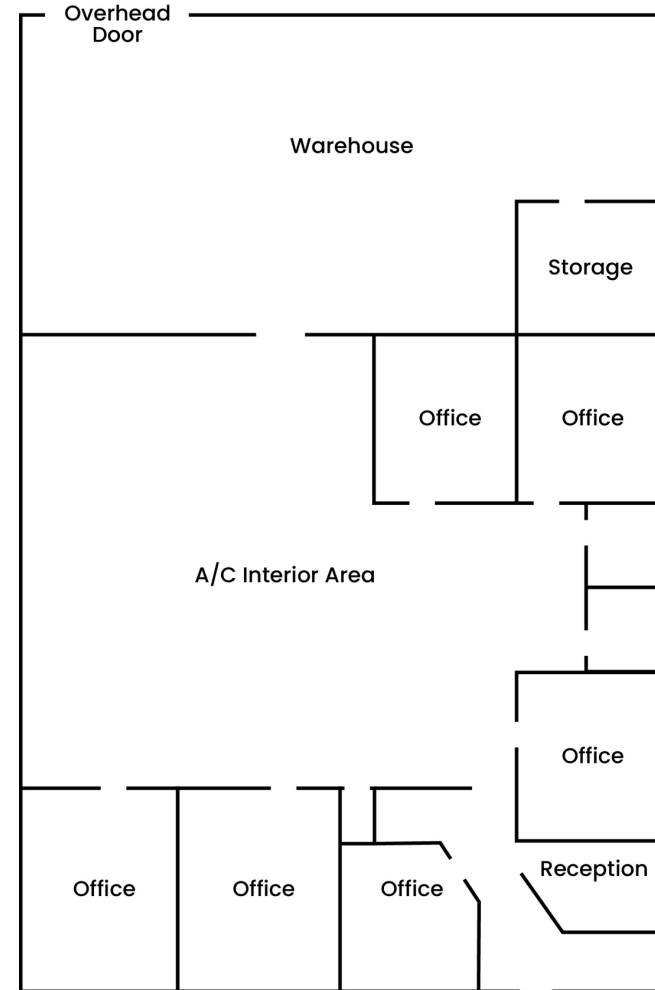 Overhead
Door
Warehouse
Storage
Office
Office
A/C Interior Area
Office
Reception
Office
Office
Office